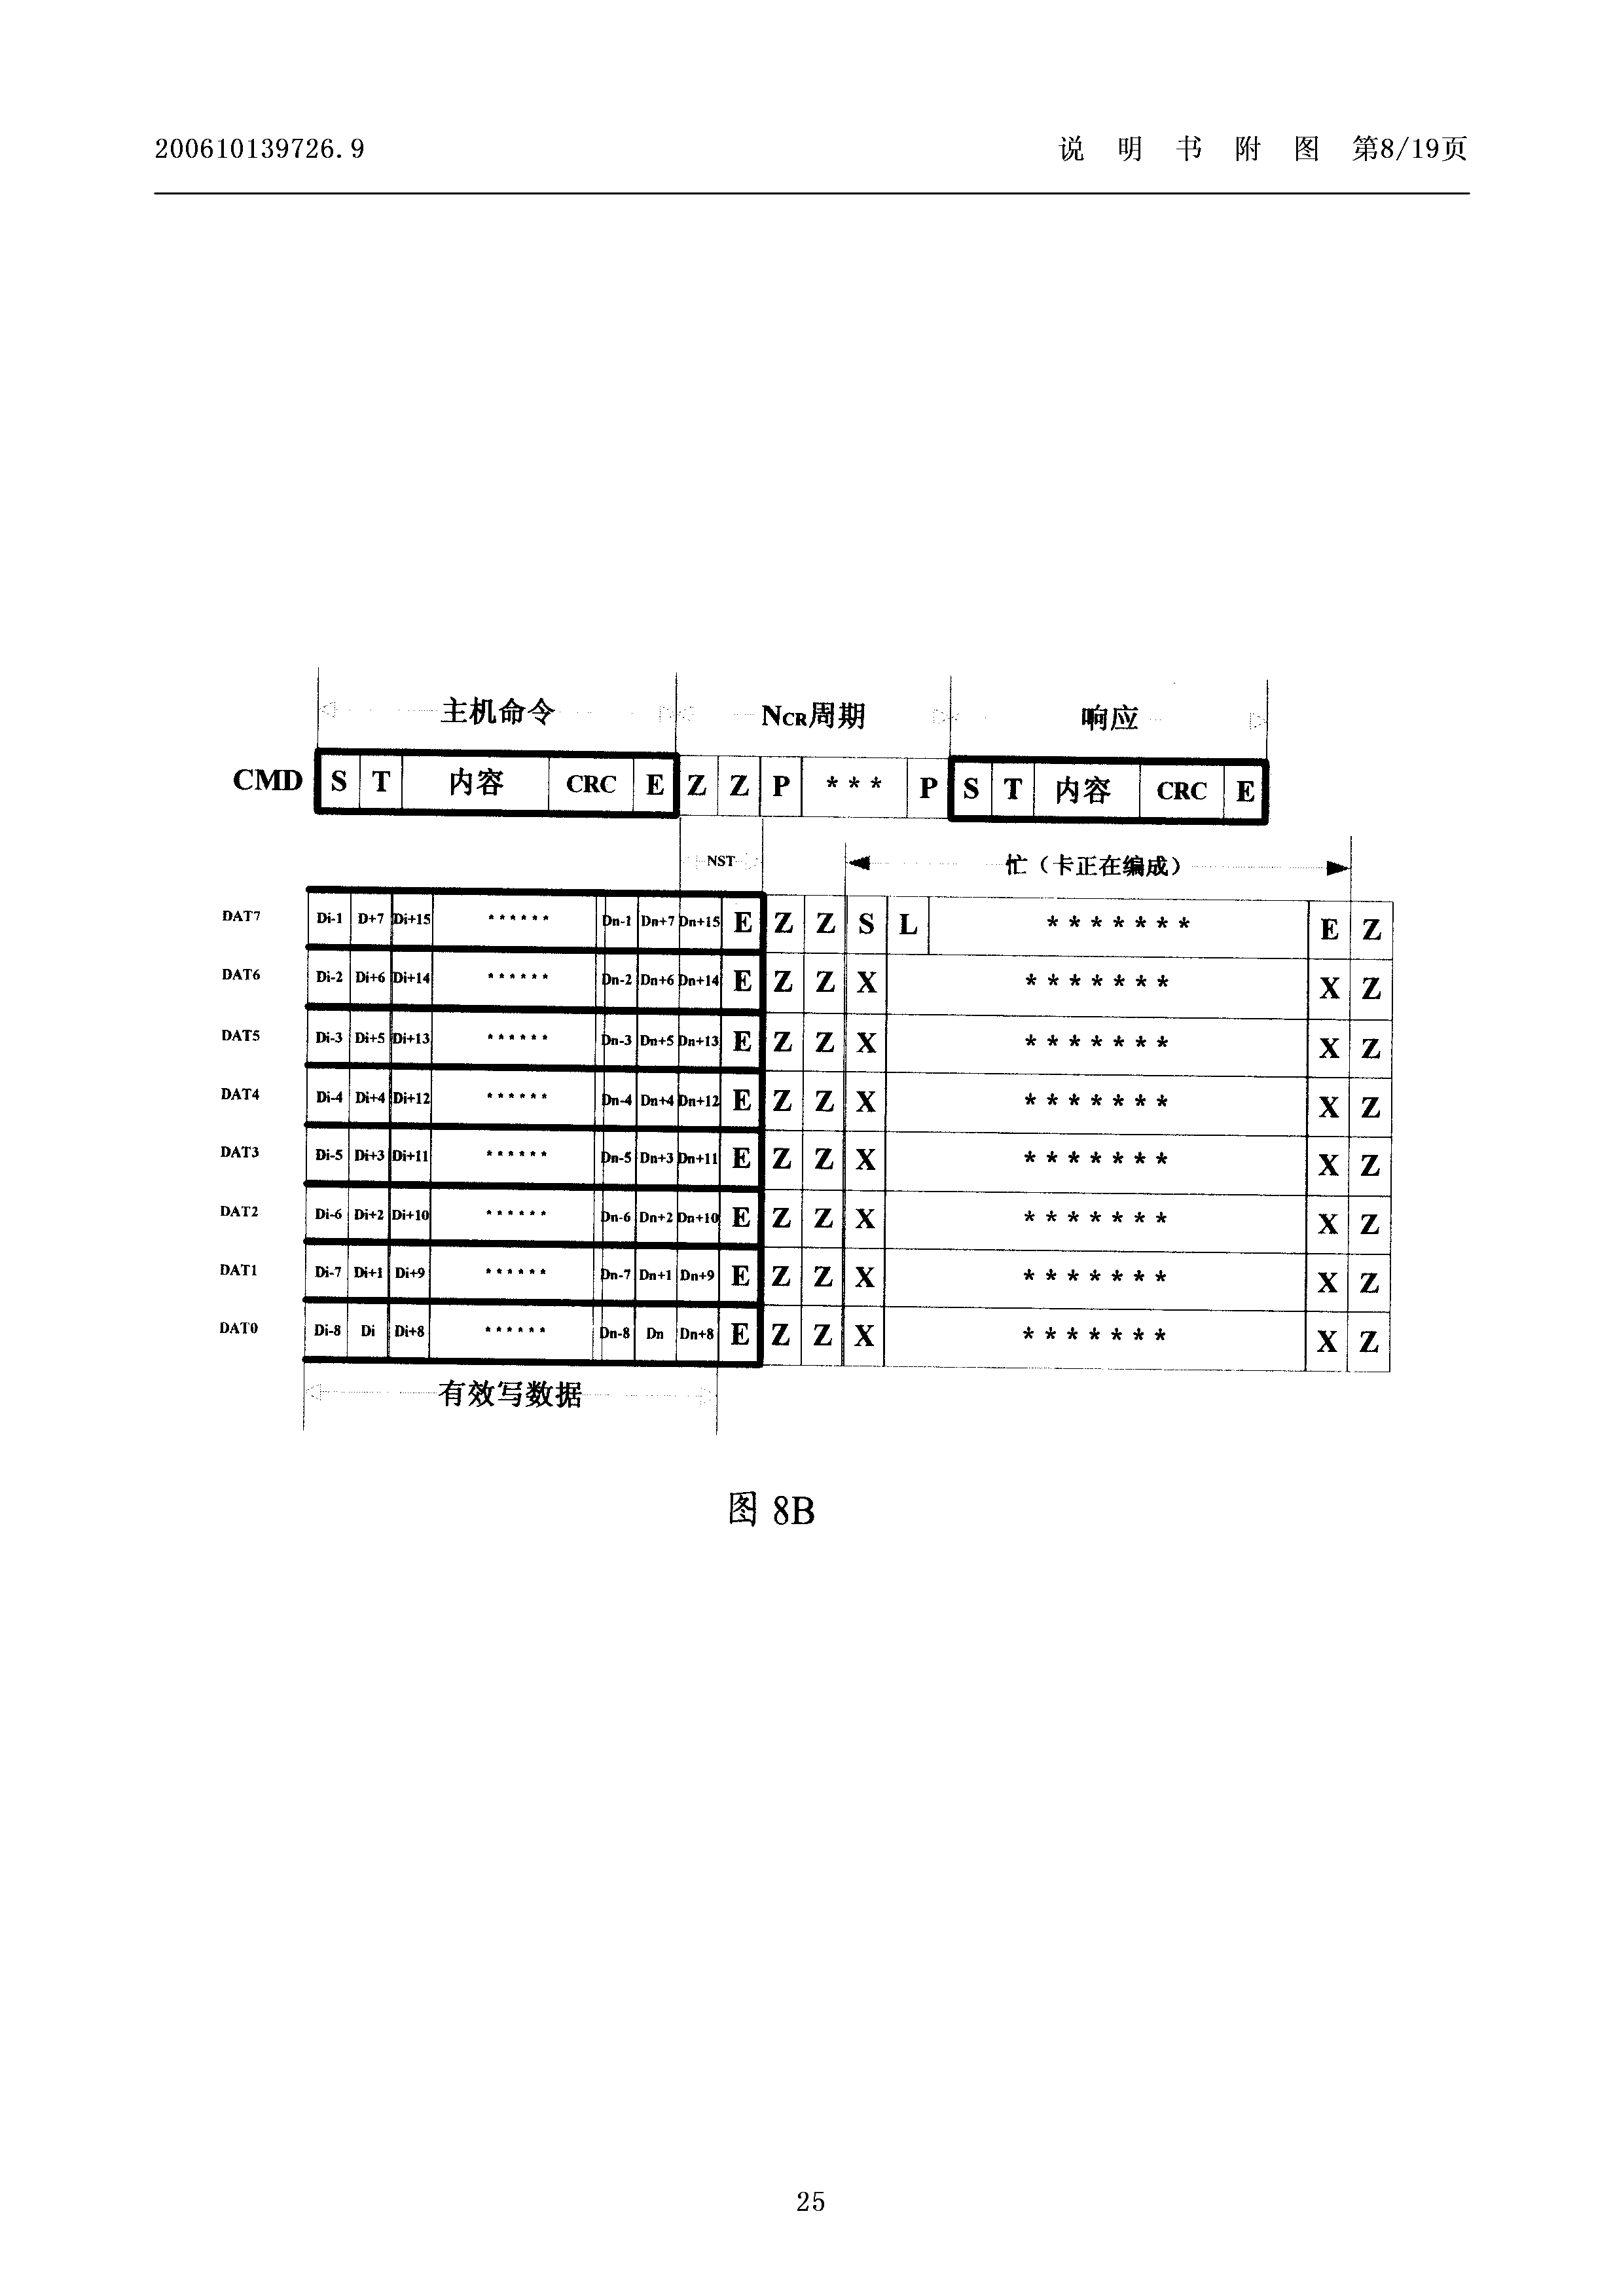 200610139726.9 说 明 书 附 图 第8/19页
主机命令 NCR周期 响应
CMD S T 内容 CRC E Z Z P * * * P S T 内容 CRC E
NST 忙（卡正在编成）
DAT7 Di-1 D+7 Di+15 ****** Dn-1 Dn+7 Dn+15 E Z Z S L * * * * * * * E Z
DAT6 Di-2 Di+6 Di+14 ****** Dn-2 Dn+6 Dn+14 E Z Z X * * * * * * * X Z
DAT5 Di-3 Di+5 Di+13 ****** Dn-3 Dn+5 Dn+13 E Z Z X * * * * * * * X Z
DAT4 Di-4 Di+4 Di+12 ****** Dn-4 Dn+4 Dn+12 E Z Z X * * * * * * * X Z
DAT3 Di-5 Di+3 Di+11 ****** Dn-5 Dn+3 Dn+11 E Z Z X * * * * * * * X Z
DAT2 Di-6 Di+2 Di+10 ****** Dn-6 Dn+2 Dn+10 E Z Z X * * * * * * * X Z
DAT1 Di-7 Di+1 Di+9 ****** Dn-7 Dn+1 Dn+9 E Z Z X * * * * * * * X Z
DAT0 Di-8 Di Di+8 ****** Dn-8 Dn Dn+8 E Z Z X * * * * * * * X Z
有效写数据
图 8B
25